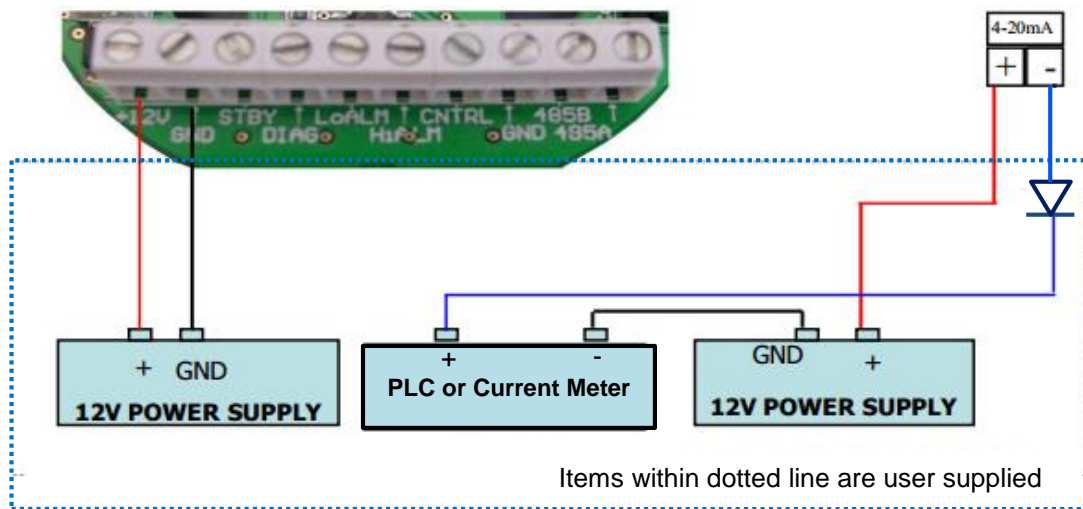 4-20mA
+ -
+12V STBY LoALM CNTRL 485B
GND DIAG GND 485A
+ GND
12V POWER SUPPLY
+ -
PLC or Current Meter
GND +
12V POWER SUPPLY
Items within dotted line are user supplied